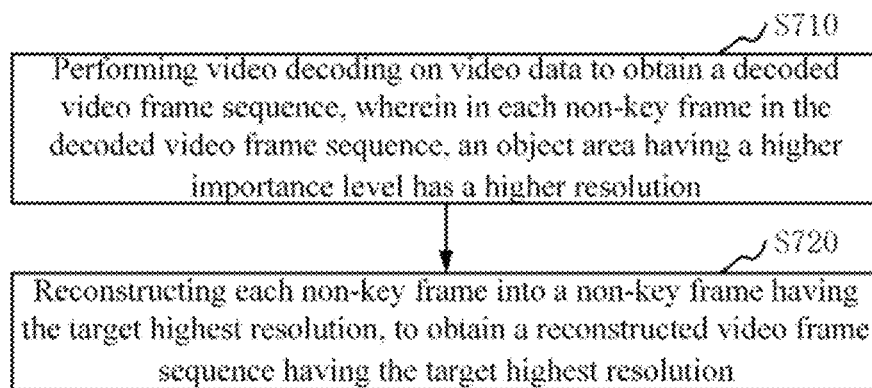 S710
Performing video decoding on video data to obtain a decoded
video frame sequence, wherein in each non-key frame in the
decoded video frame sequence, an object area having a higher
importance level has a higher resolution
S720
Reconstructing each non-key frame into a non-key frame having
the target highest resolution, to obtain a reconstructed video frame
sequence having the target highest resolution